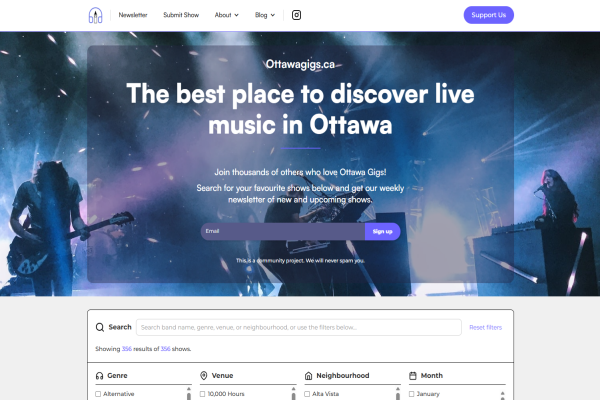 Newsletter
Submit Show
About
Blog
Support Us
Ottawagigs.ca
The best place to discover live
music in Ottawa
Join thousands of others who love Ottawa Gigs!
Search for your favourite shows below and get our weekly
newsletter of new and upcoming shows.
Email
Sign up
This is a community project. We will never spam you.
Search
Search band name, genre, venue, or neighbourhood, or use the filters below...
Reset filters
Showing 356 results of 356 shows.
Genre
Venue
Neighbourhood
Month
Alternative
10,000 Hours
Alta Vista
January